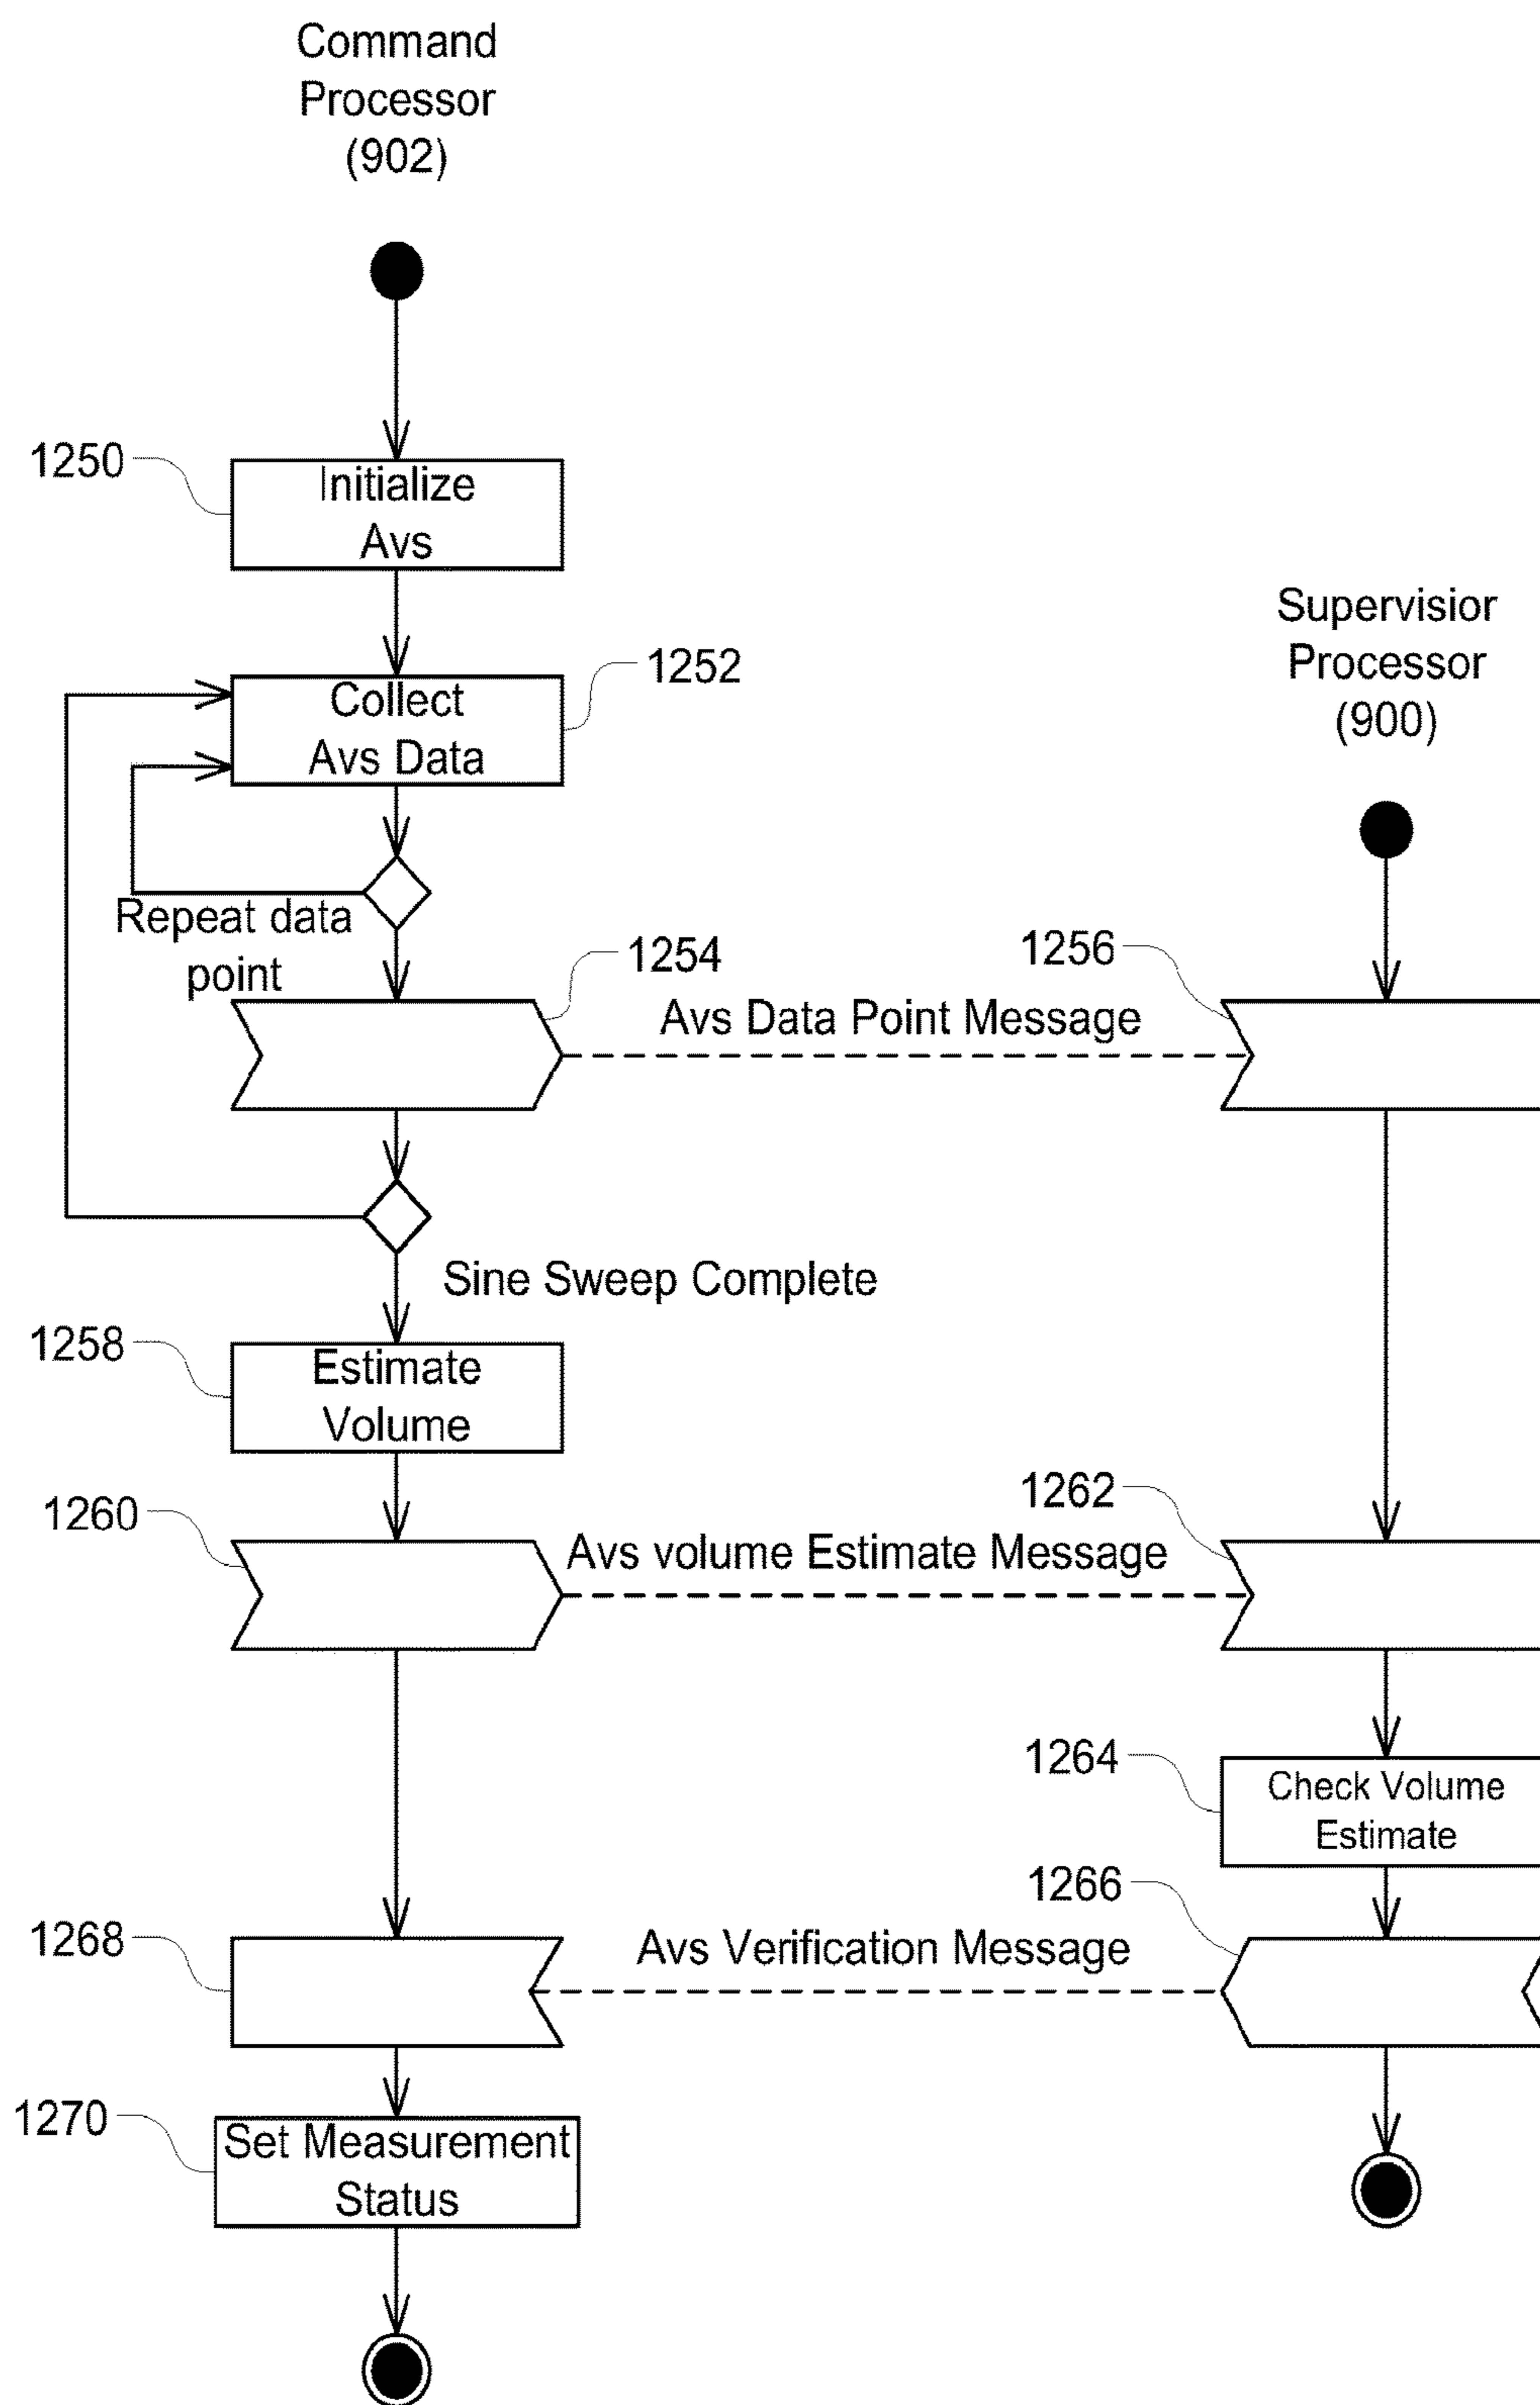 Command
Processor
(902)
1250
Initialize
Avs
Supervisior
Processor
(900)
1252
Collect
Avs Data
Repeat data
point
1254
1256
Avs Data Point Message
Sine Sweep Complete
1258
Estimate
Volume
1260
1262
Avs volume Estimate Message
1264
Check Volume
Estimate
1266
1268
Avs Verification Message
1270
Set Measurement
Status